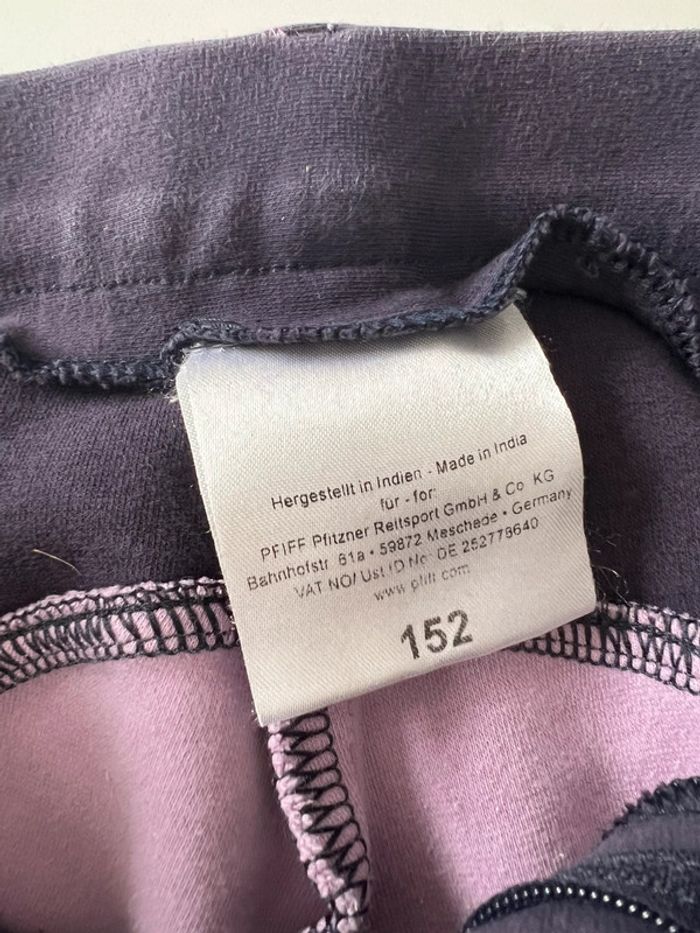 Hergestellt in Indien - Made in India
für - for:
PFIFF Pfitzner Reitsport GmbH & Co. KG
Bahnhofstr. 61a • 59872 Meschede • Germany
VAT NO/ Ust.ID No: DE 252778640
www.pfiff.com
152